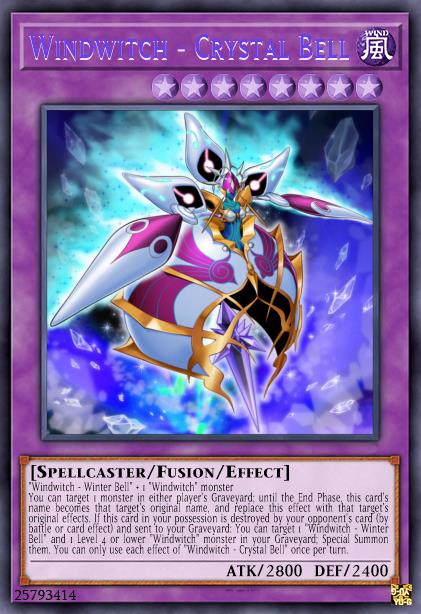 Windwitch - Crystal Bell
WIND
風
[Spellcaster/Fusion/Effect]
"Windwitch - Winter Bell" + 1 "Windwitch" monster
You can target 1 monster in either player's Graveyard; until the End Phase, this card's
name becomes that target's original name, and replace this effect with that target's
original effects. If this card in your possession is destroyed by your opponent's card (by
battle or card effect) and sent to your Graveyard: You can target 1 "Windwitch - Winter
Bell" and 1 Level 4 or lower "Windwitch" monster in your Graveyard; Special Summon
them. You can only use each effect of "Windwitch - Crystal Bell" once per turn.
ATK/2800 DEF/2400
25793414